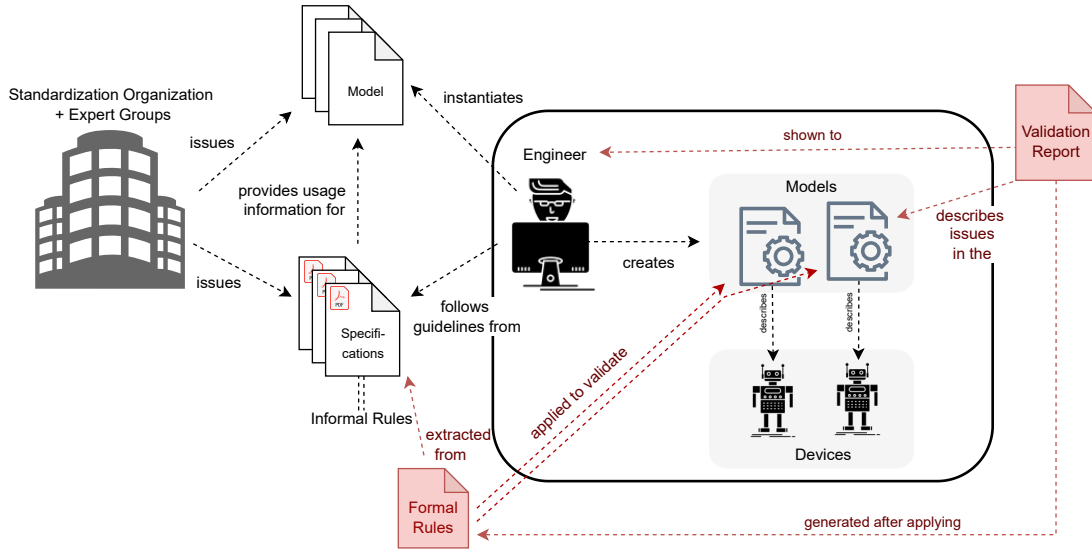 Standardization Organization
+ Expert Groups
Model
instantiates
issues
provides usage
information for
issues
PDF
Specifi-
cations
Informal Rules
follows
guidelines from
Engineer
creates
Models
describes
describes
Devices
shown to
Validation
Report
describes
issues
in the
applied to validate
extracted
from
Formal
Rules
generated after applying